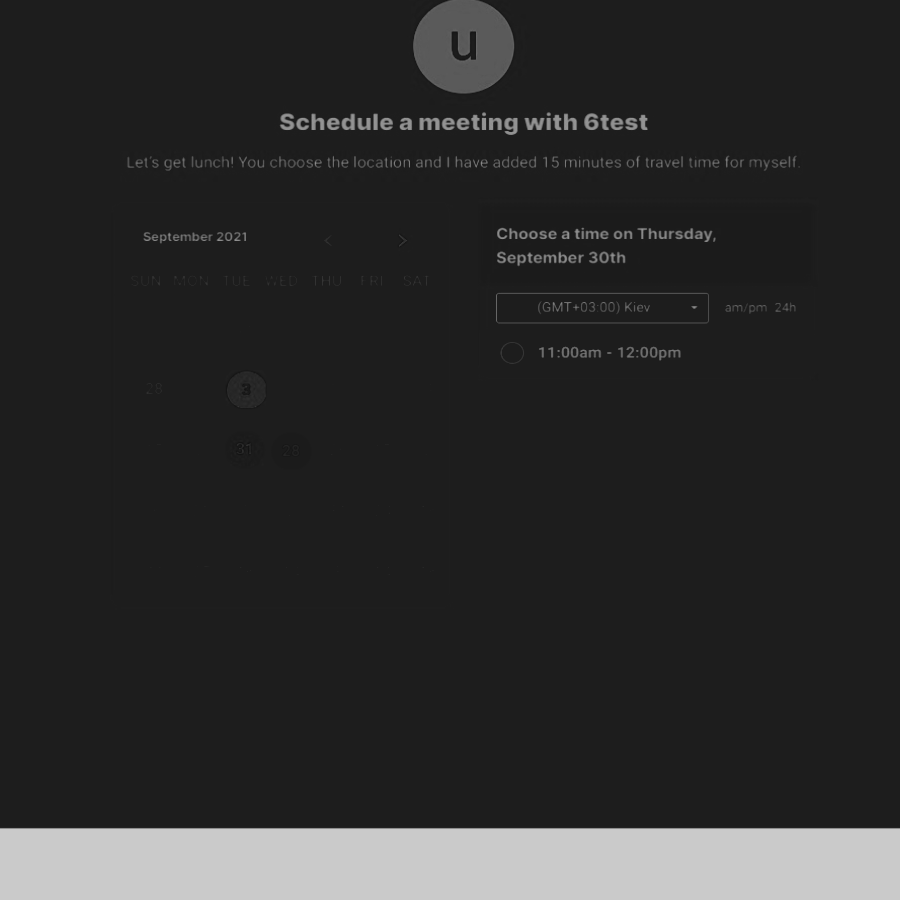 u
Schedule a meeting with 6test
Let's get lunch! You choose the location and I have added 15 minutes of travel time for myself.
September 2021 < >
SUN MON TUE WED THU FRI SAT
28 3
31 28
Choose a time on Thursday,
September 30th
(GMT+03:00) Kiev am/pm 24h
11:00am - 12:00pm